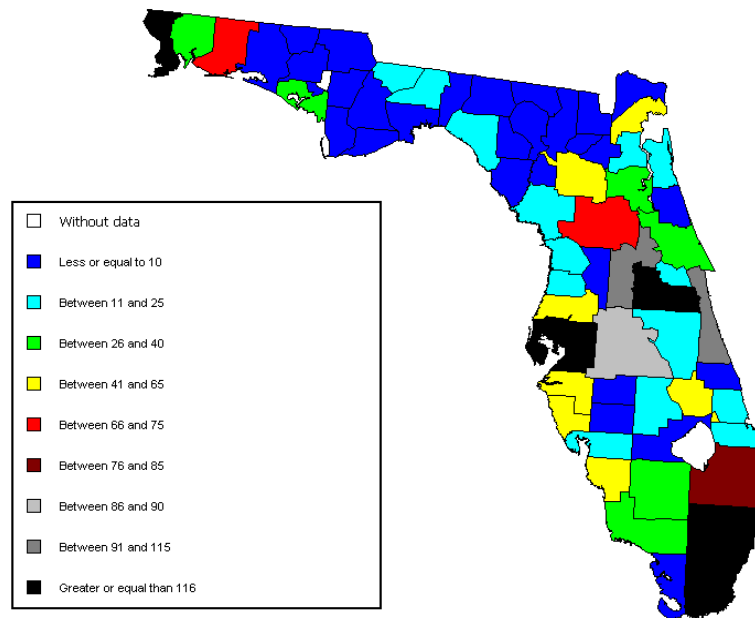 Without data
Less or equal to 10
Between 11 and 25
Between 26 and 40
Between 41 and 65
Between 66 and 75
Between 76 and 85
Between 86 and 90
Between 91 and 115
Greater or equal than 116